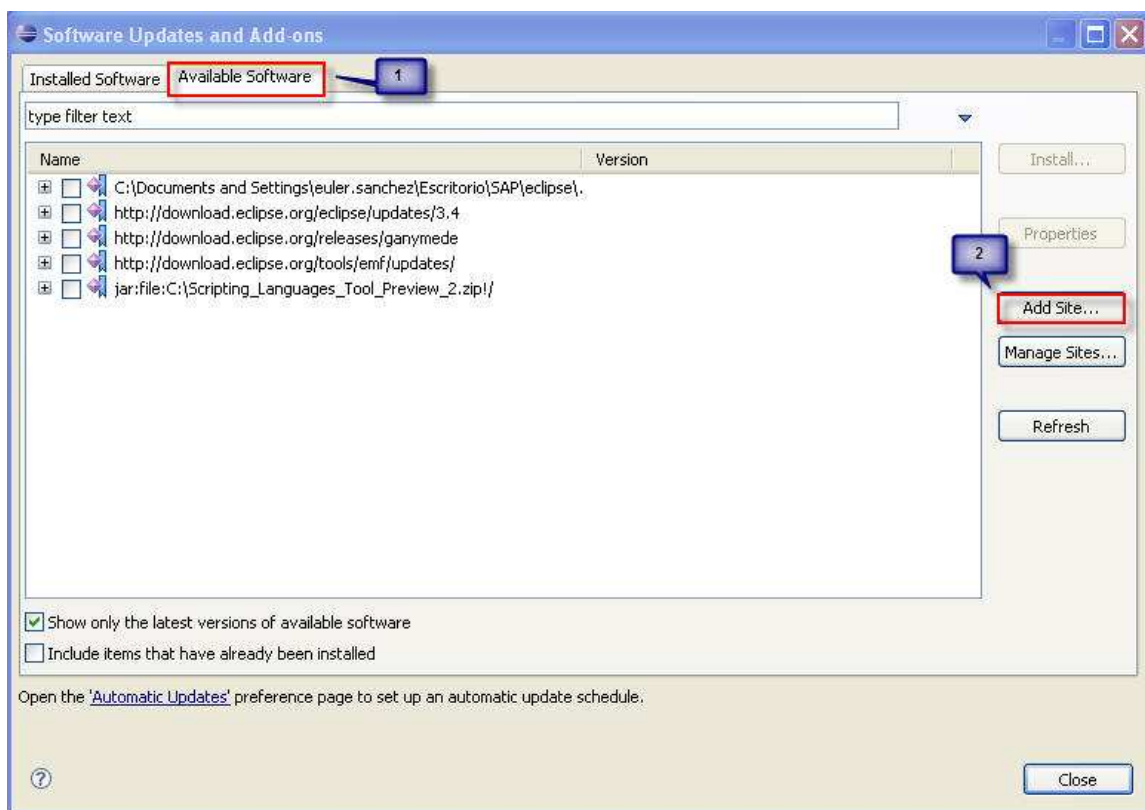 Software Updates and Add-ons
Installed Software
Available Software
1
type filter text
Name
Version
Install...
C:\Documents and Settings\euler.sanchez\Escritorio\SAP\eclipse\.
http://download.eclipse.org/eclipse/updates/3.4
http://download.eclipse.org/releases/ganymede
http://download.eclipse.org/tools/emf/updates/
jar:file:C:\Scripting_Languages_Tool_Preview_2.zip!/
Properties
2
Add Site...
Manage Sites...
Refresh
Show only the latest versions of available software
Include items that have already been installed
Open the 'Automatic Updates' preference page to set up an automatic update schedule.
?
Close